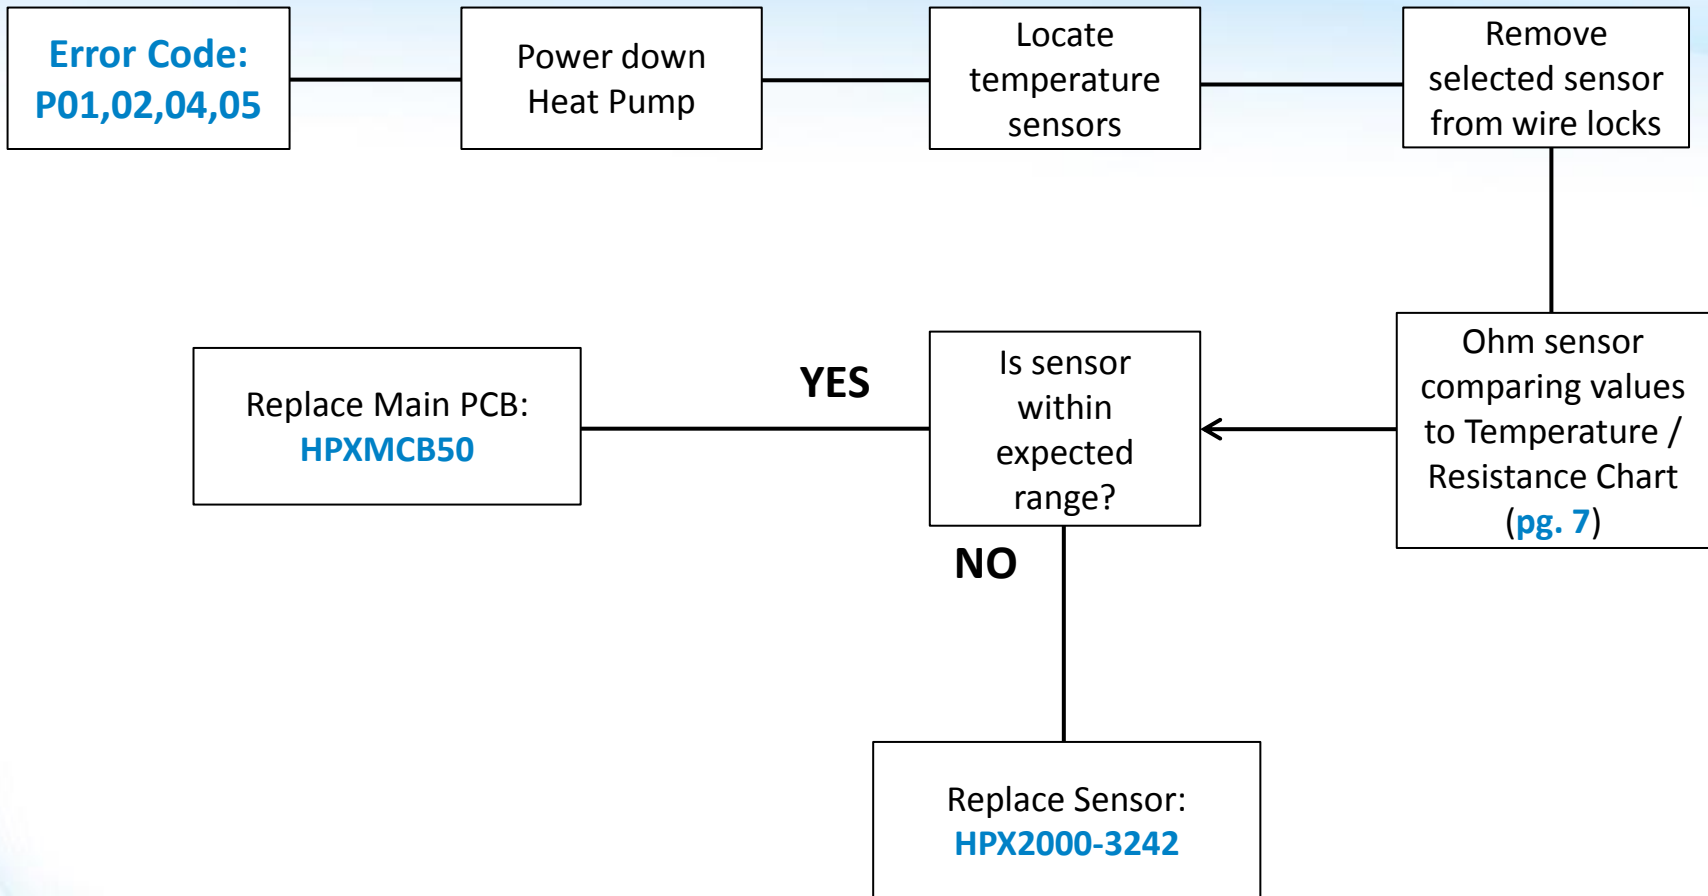 Error Code:
P01,02,04,05
Power down
Heat Pump
Locate
temperature
sensors
Remove
selected sensor
from wire locks
Ohm sensor
comparing values
to Temperature /
Resistance Chart
(pg. 7)
Is sensor
within
expected
range?
YES
Replace Main PCB:
HPXMCB50
NO
Replace Sensor:
HPX2000-3242